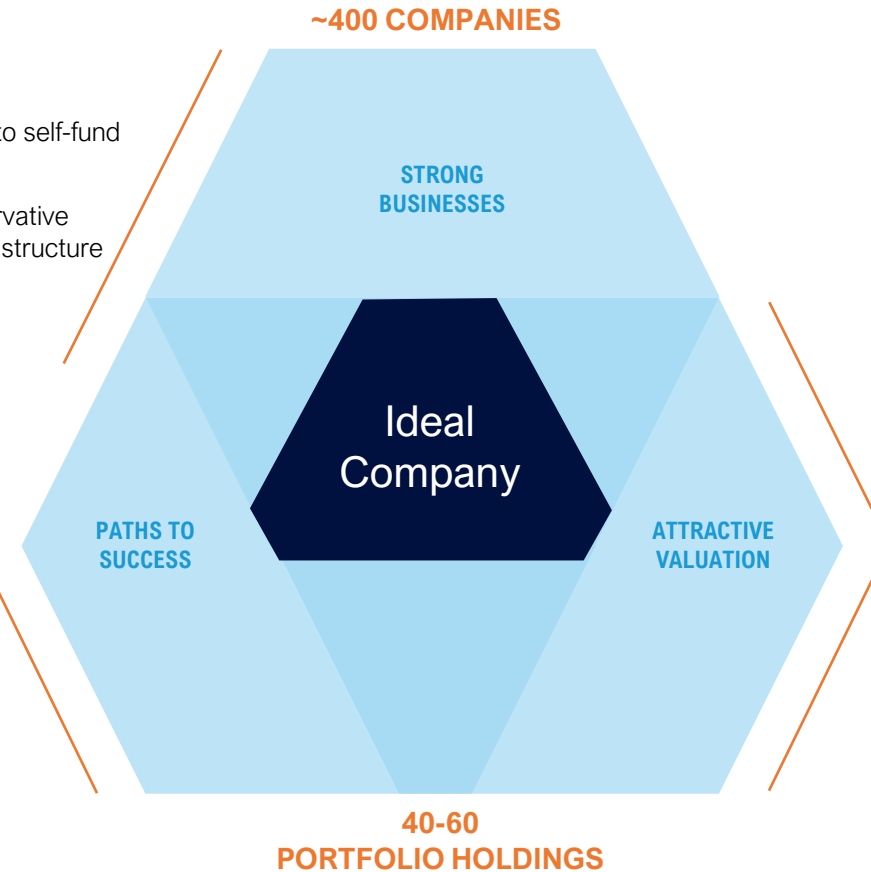 ~400 COMPANIES
to self-fund
structure
STRONG
BUSINESSES
Ideal
Company
PATHS TO
SUCCESS
ATTRACTIVE
VALUATION
40-60
PORTFOLIO HOLDINGS